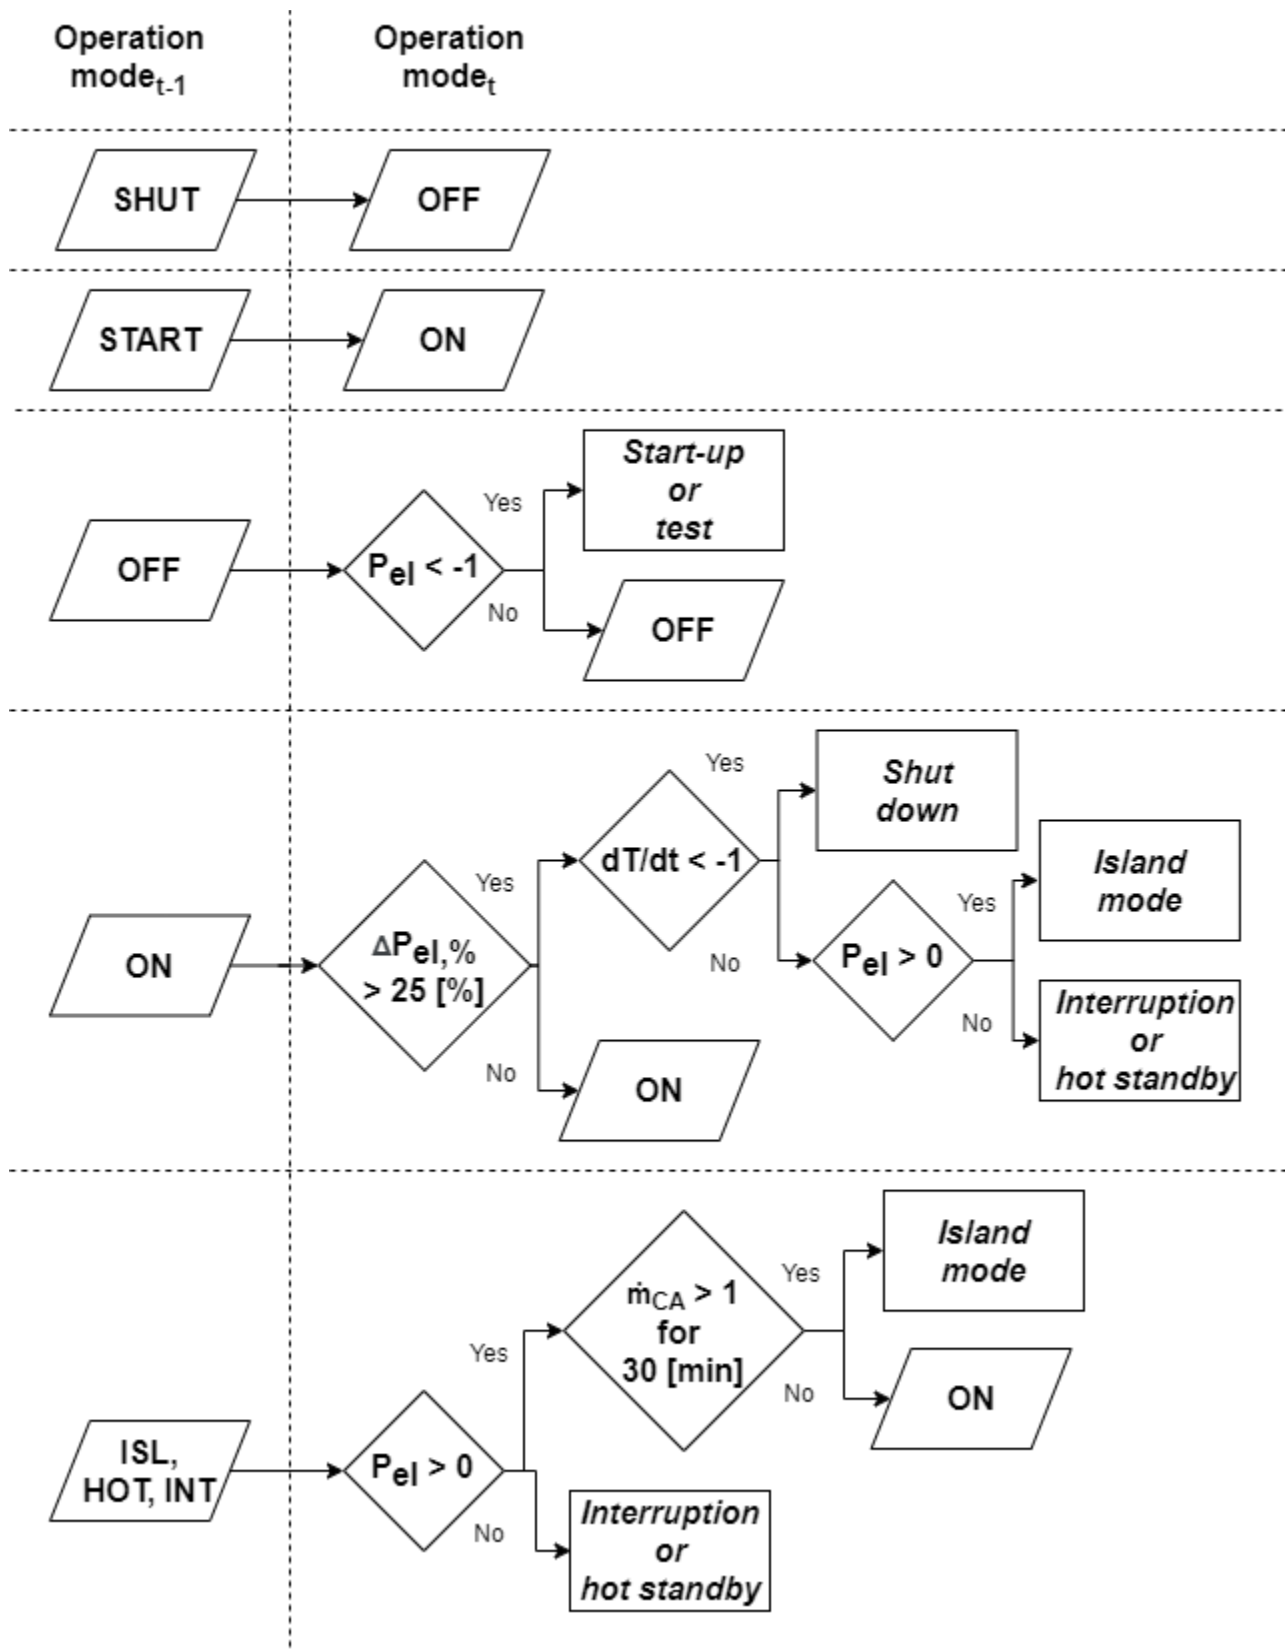 Operation
mode_t-1
Operation
mode_t
SHUT
OFF
START
ON
OFF
P_el < -1
Yes
No
Start-up
or
test
OFF
ON
ΔP_el,%
> 25 [%]
Yes
No
dT/dt < -1
Yes
No
Shut
down
P_el > 0
Yes
No
Island
mode
Interruption
or
hot standby
ON
ISL,
HOT, INT
P_el > 0
Yes
No
ṁ_CA > 1
for
30 [min]
Yes
No
Island
mode
ON
Interruption
or
hot standby